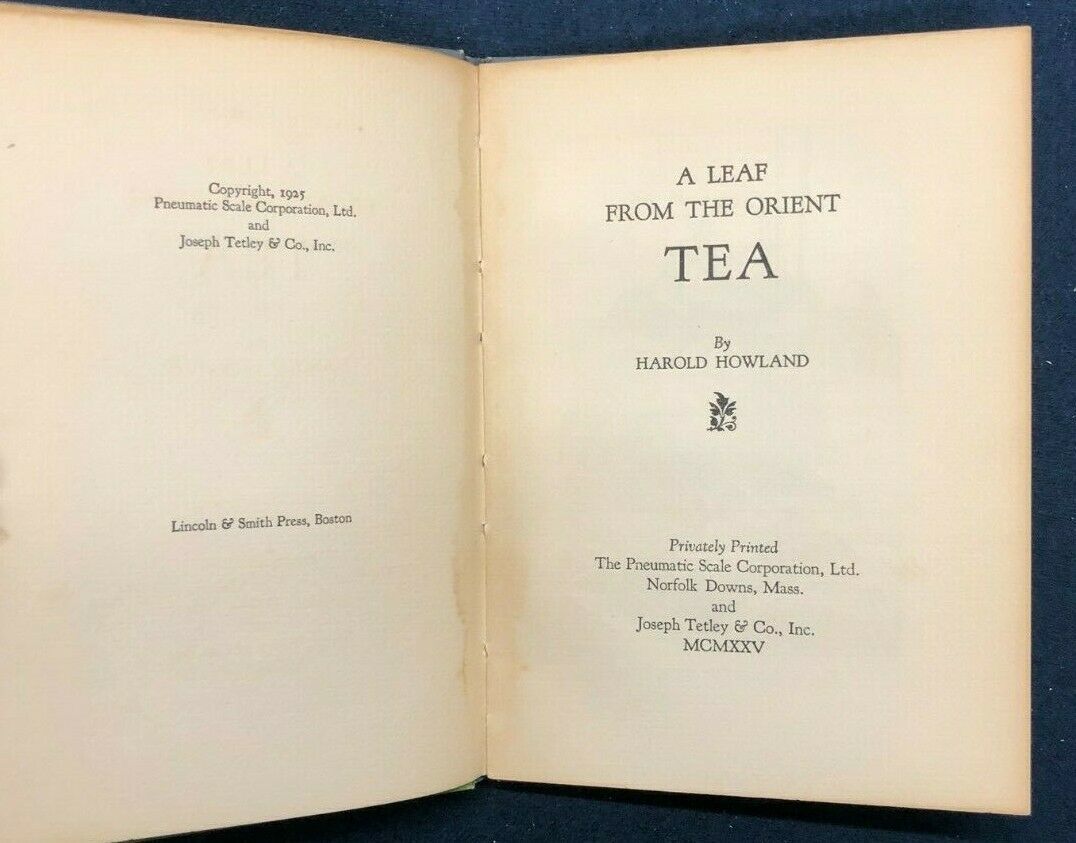 Copyright, 1925
Pneumatic Scale Corporation, Ltd.
and
Joseph Tetley & Co., Inc.
Lincoln & Smith Press, Boston
A LEAF
FROM THE ORIENT
TEA
By
HAROLD HOWLAND
Privately Printed
The Pneumatic Scale Corporation, Ltd.
Norfolk Downs, Mass.
and
Joseph Tetley & Co., Inc.
MCMXXV